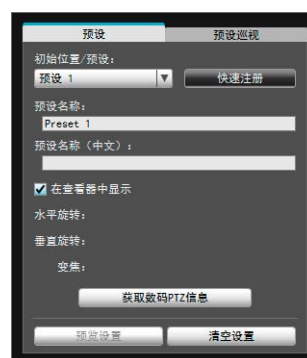 预设 预设巡视
初始位置/预设：
预设 1 快速注册
预设名称：
Preset 1
预设名称（中文）：
在查看器中显示
水平旋转：
垂直旋转：
变焦：
获取数码PTZ信息
预览设置 清空设置